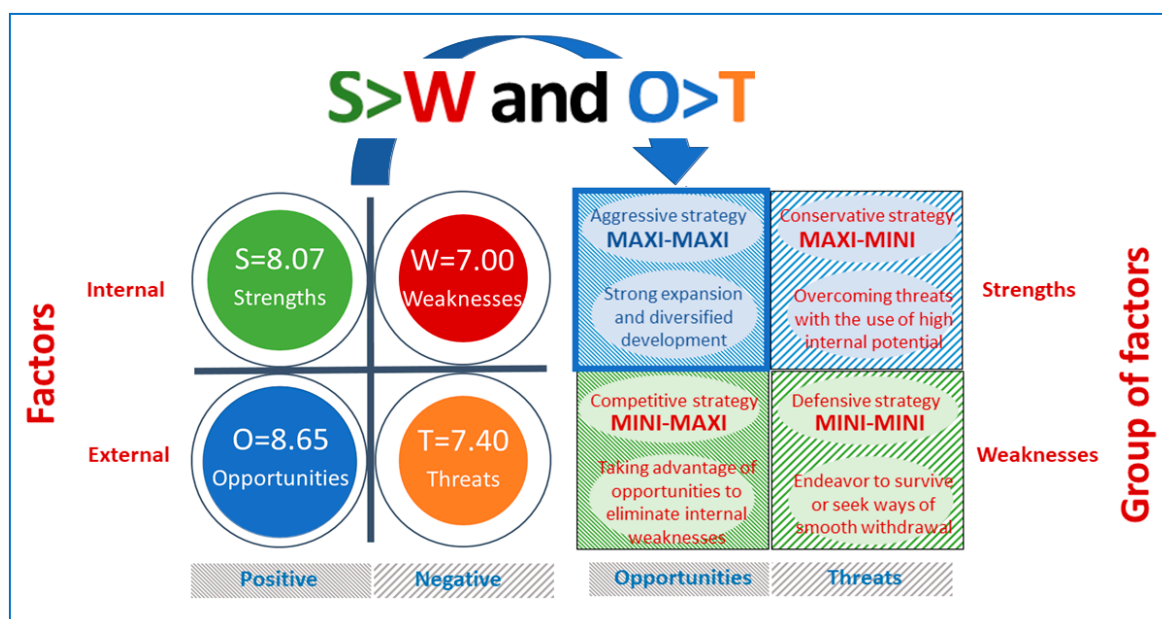 S>W and O>T
Factors
Internal
External
S=8.07
Strengths
W=7.00
Weaknesses
O=8.65
Opportunities
T=7.40
Threats
Positive
Negative
Aggressive strategy
MAXI-MAXI
Strong expansion
and diversified
development
Conservative strategy
MAXI-MINI
Overcoming threats
with the use of high
internal potential
Competitive strategy
MINI-MAXI
Taking advantage of
opportunities to
eliminate internal
weaknesses
Defensive strategy
MINI-MINI
Endeavor to survive
or seek ways of
smooth withdrawal
Strengths
Weaknesses
Opportunities
Threats
Group of factors